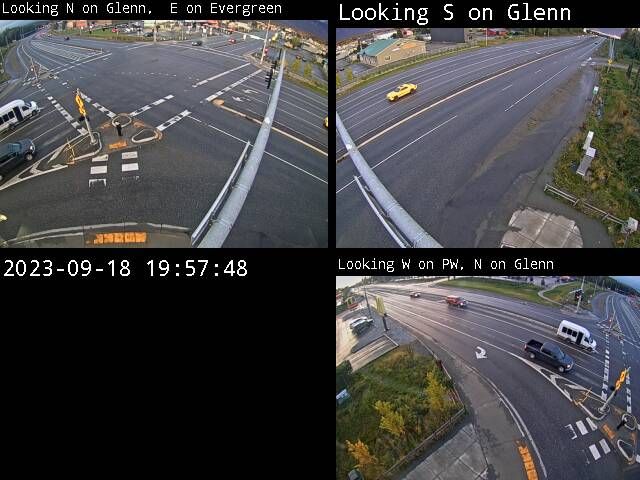 Looking N on Glenn,  E on Evergreen
Looking S on Glenn
2023-09-18 19:57:48
Looking W on PW, N on Glenn